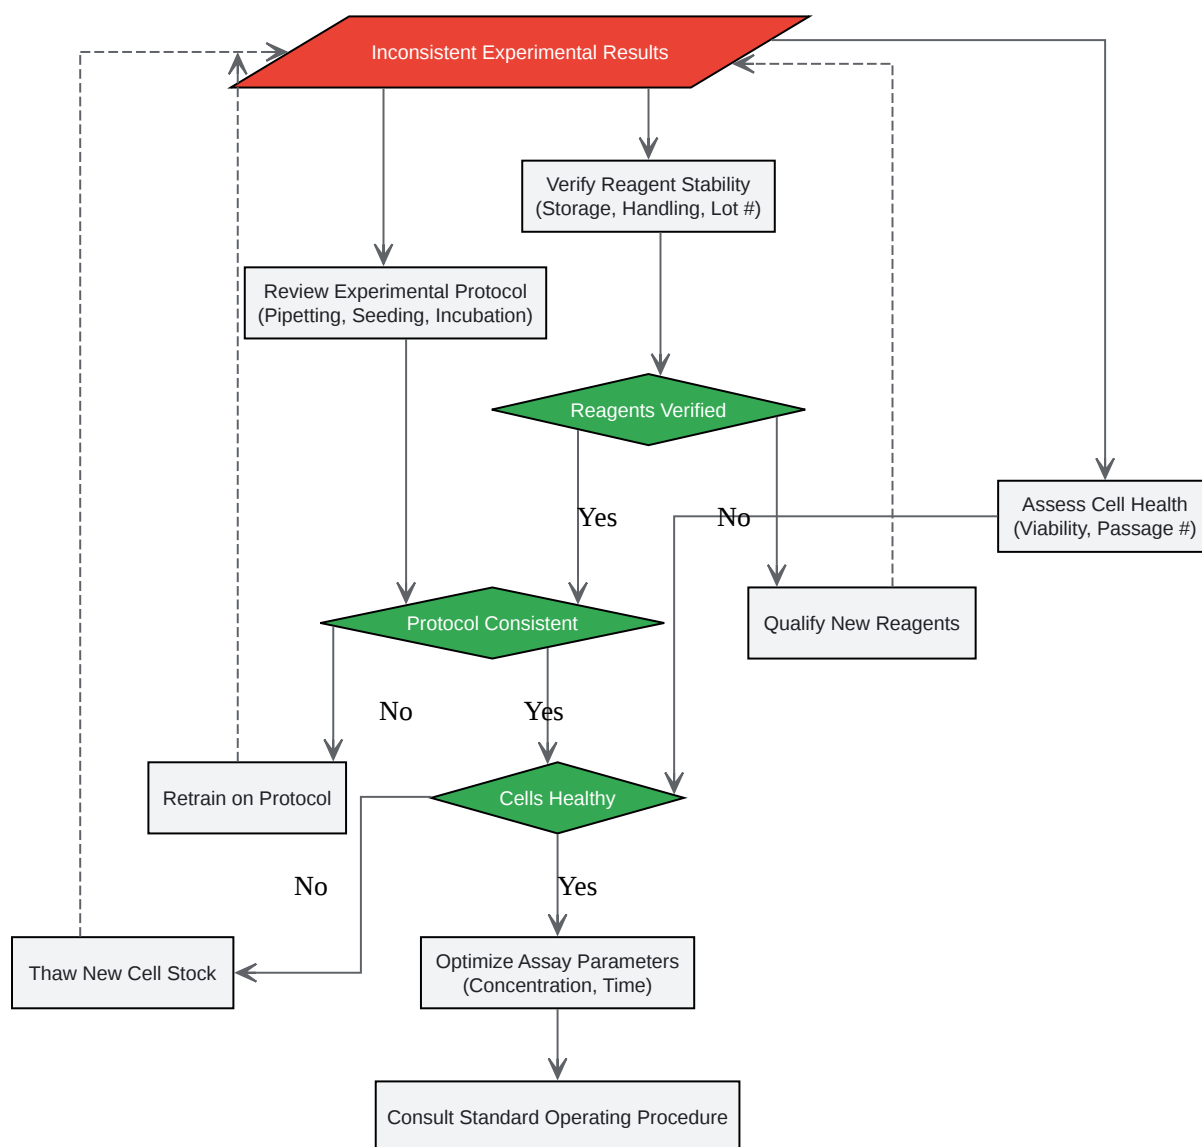 Inconsistent Experimental Results
Verify Reagent Stability
(Storage, Handling, Lot #)
Review Experimental Protocol
(Pipetting, Seeding, Incubation)
Reagents Verified
Assess Cell Health
(Viability, Passage #)
Yes
No
Protocol Consistent
Qualify New Reagents
No
Yes
Retrain on Protocol
Cells Healthy
No
Yes
Thaw New Cell Stock
Optimize Assay Parameters
(Concentration, Time)
Consult Standard Operating Procedure